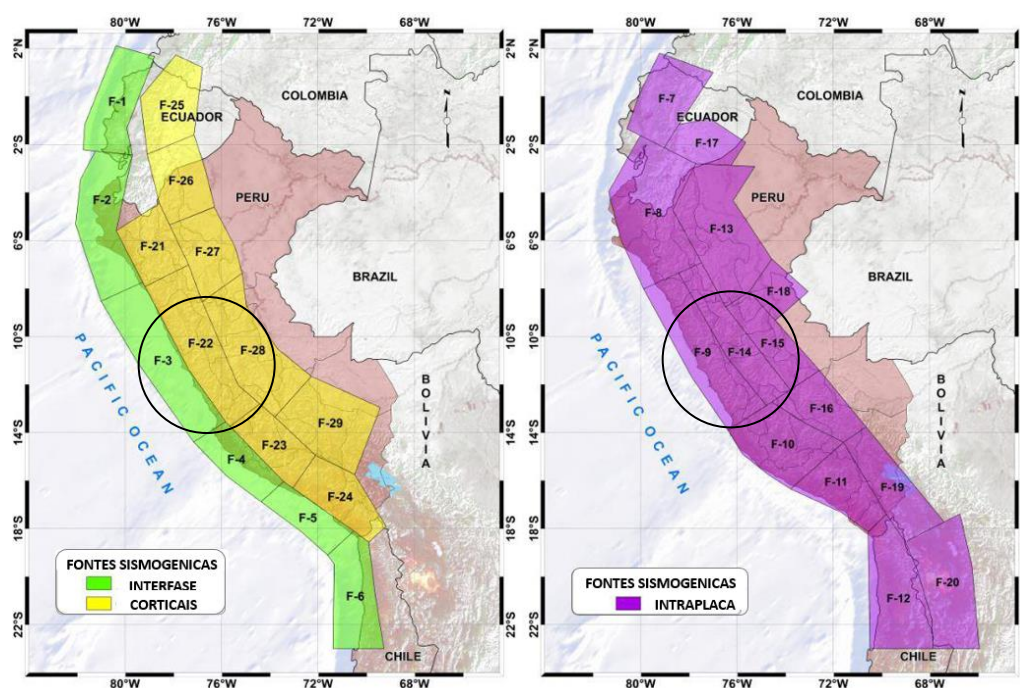 80°W 76°W 72°W 68°W
2°N
2°S
6°S
10°S
14°S
18°S
22°S
COLOMBIA
ECUADOR
PERU
BRAZIL
BOLIVIA
CHILE
PACIFIC OCEAN
N
F-1
F-25
F-2
F-26
F-21
F-27
F-22
F-3
F-28
F-29
F-23
F-4
F-24
F-5
F-6
FONTES SISMOGENICAS
INTERFASE
CORTICAIS
80°W 76°W 72°W 68°W
80°W 76°W 72°W 68°W
2°N
2°S
6°S
10°S
14°S
18°S
22°S
COLOMBIA
ECUADOR
PERU
BRAZIL
BOLIVIA
CHILE
PACIFIC OCEAN
N
F-7
F-17
F-8
F-13
F-18
F-9
F-14
F-15
F-16
F-10
F-11
F-19
F-12
F-20
FONTES SISMOGENICAS
INTRAPLACA
80°W 76°W 72°W 68°W